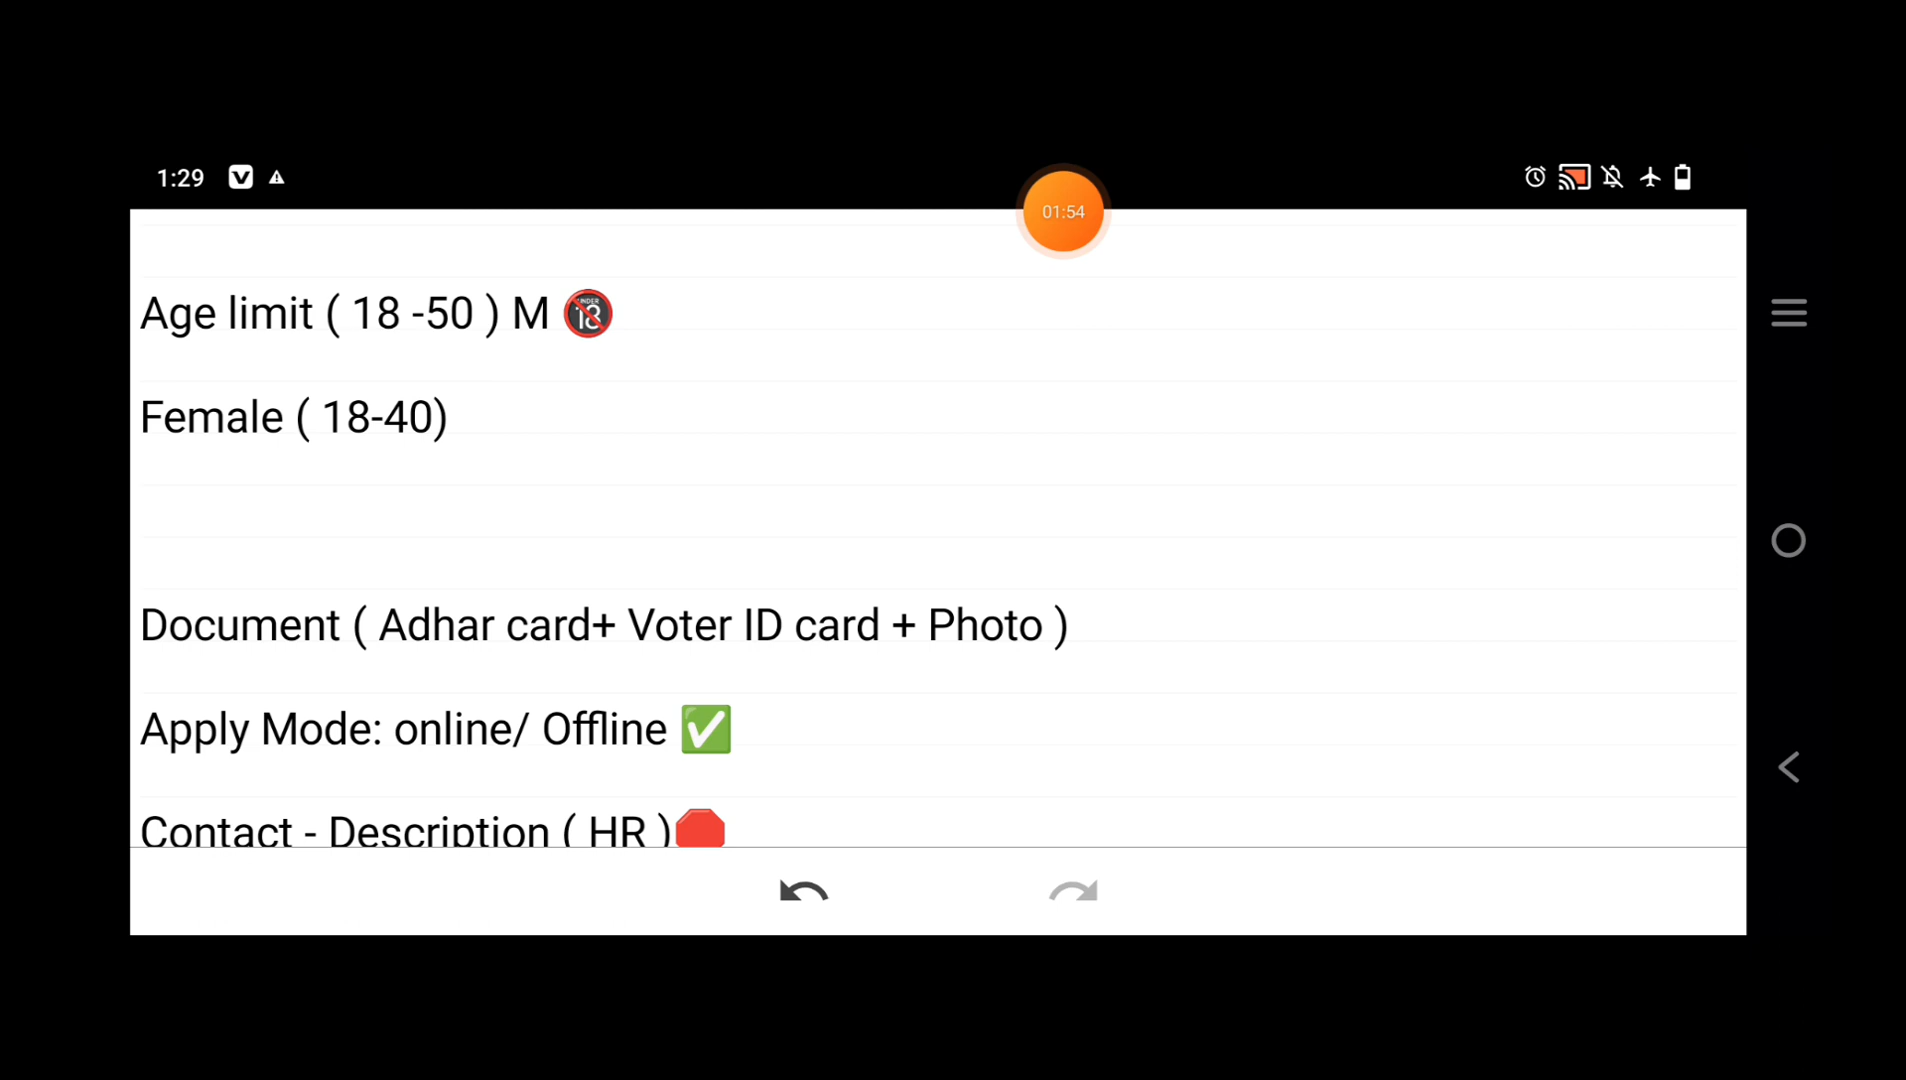 1:29
01:54
Age limit ( 18 -50 ) M 🔞
Female ( 18-40)
Document ( Adhar card+ Voter ID card + Photo )
Apply Mode: online/ Offline ✅
Contact - Description ( HR )🛑